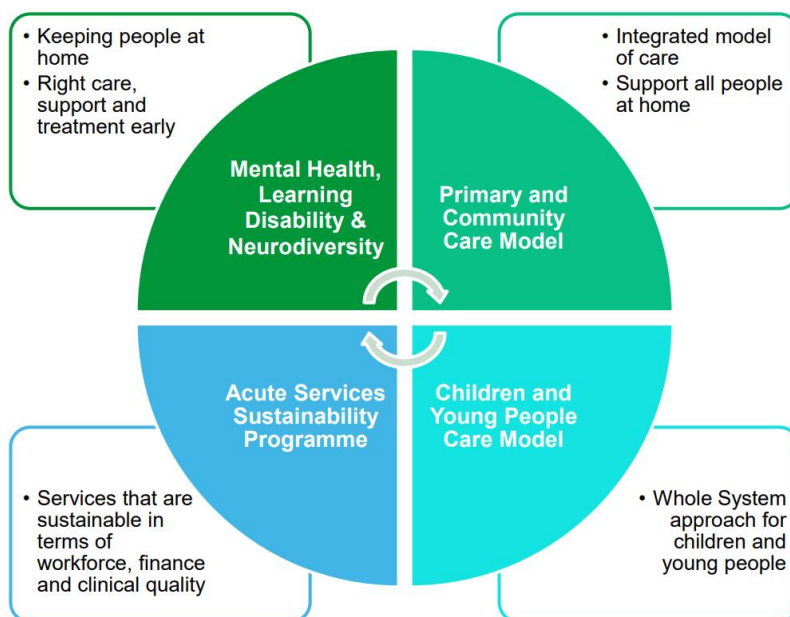 • Keeping people at
home
• Right care,
support and
treatment early
• Integrated model
of care
• Support all people
at home
Mental Health,
Learning
Disability &
Neurodiversity
Primary and
Community
Care Model
Acute Services
Sustainability
Programme
Children and
Young People
Care Model
• Services that are
sustainable in
terms of
workforce, finance
and clinical quality
• Whole System
approach for
children and
young people